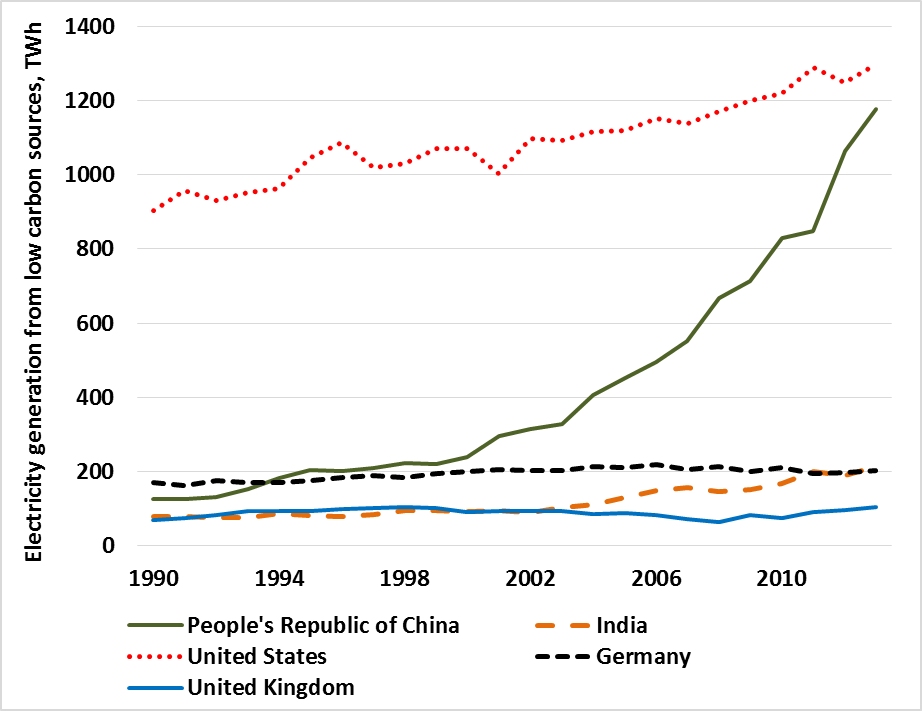 Electricity generation from low carbon sources, TWh
1400
1200
1000
800
600
400
200
0
1990 1994 1998 2002 2006 2010
People's Republic of China India
United States Germany
United Kingdom